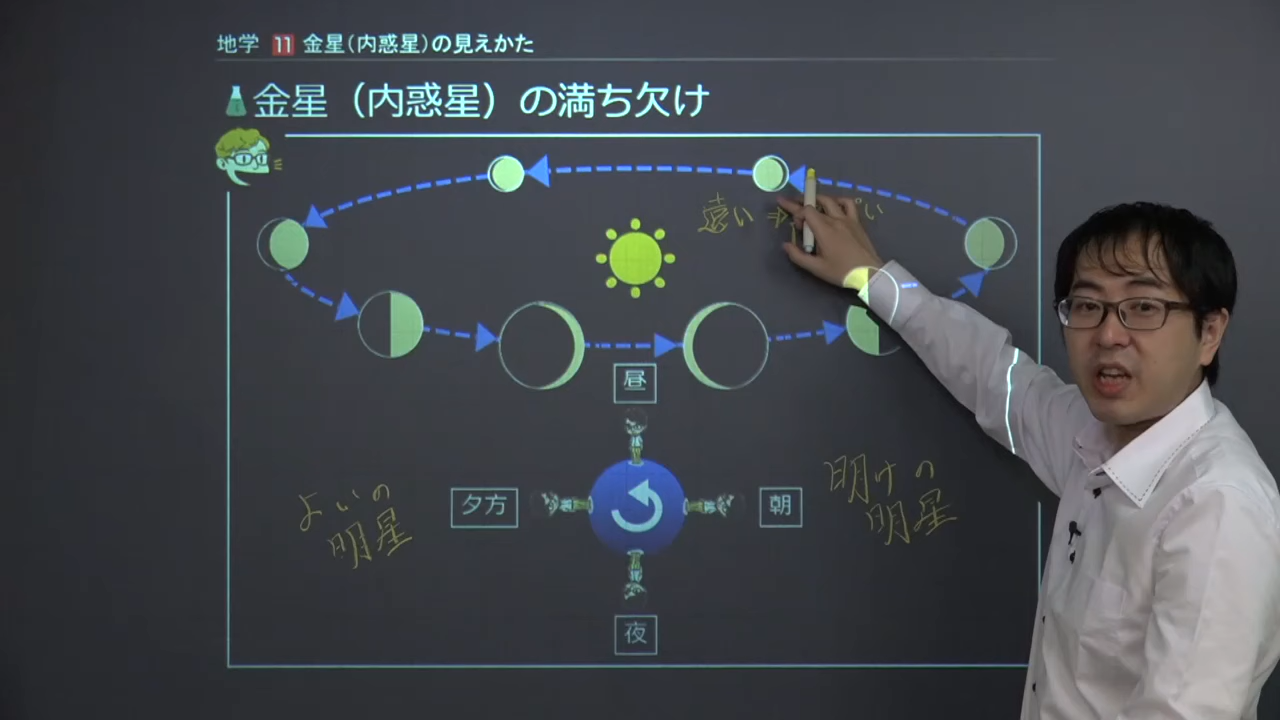 地学 11 金星(内惑星)の見えかた
金星（内惑星）の満ち欠け
遠い ⇒ い
昼
夕方
朝
夜
よいの
明星
明けの
明星